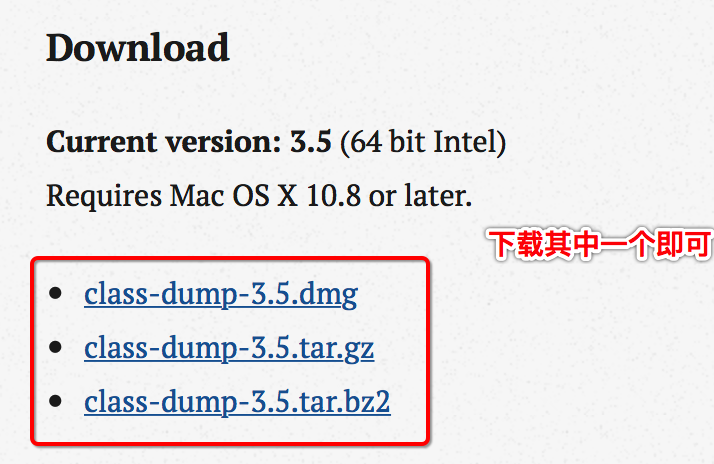 Download
Current version: 3.5 (64 bit Intel)
Requires Mac OS X 10.8 or later.
下载其中一个即可
class-dump-3.5.dmg
class-dump-3.5.tar.gz
class-dump-3.5.tar.bz2